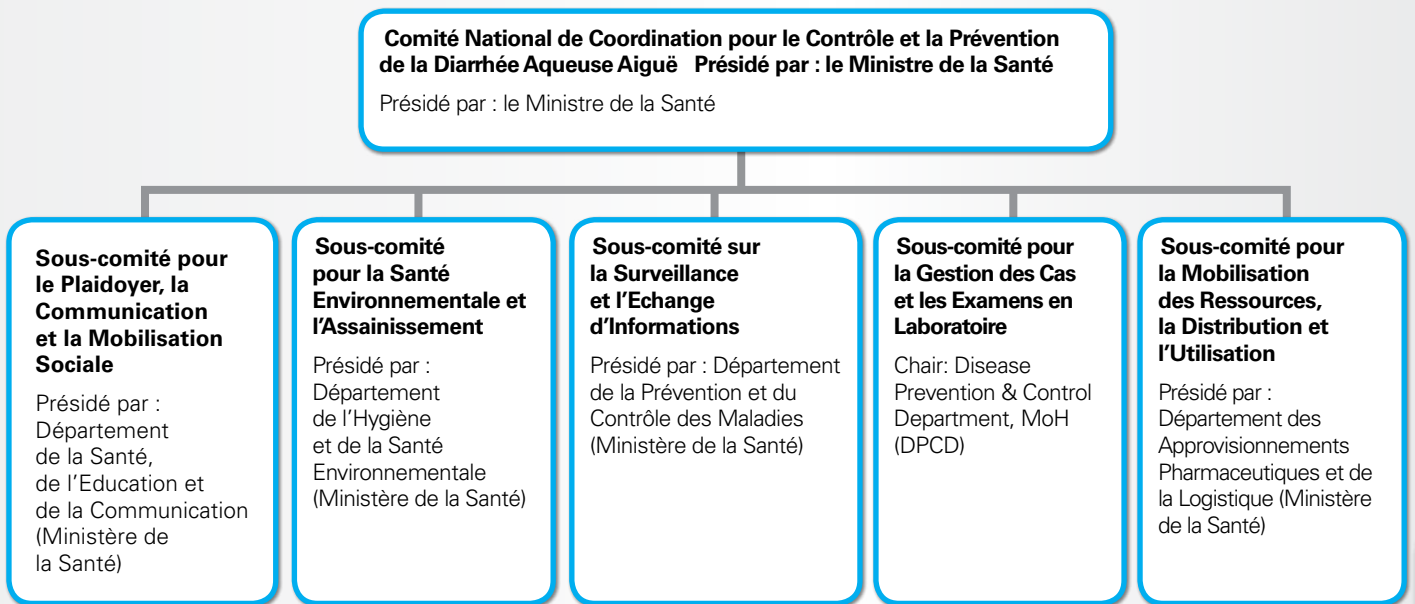 Comité National de Coordination pour le Contrôle et la Prévention
de la Diarrhée Aqueuse Aiguë Présidé par : le Ministre de la Santé
Présidé par : le Ministre de la Santé
Sous-comité pour
le Plaidoyer, la
Communication
et la Mobilisation
Sociale
Présidé par :
Département
de la Santé,
de l'Education et
de la Communication
(Ministère de
la Santé)
Sous-comité
pour la Santé
Environnementale et
l'Assainissement
Présidé par :
Département
de l'Hygiène
et de la Santé
Environnementale
(Ministère de la Santé)
Sous-comité sur
la Surveillance
et l'Echange
d'Informations
Présidé par : Département
de la Prévention et du
Contrôle des Maladies
(Ministère de la Santé)
Sous-comité pour
la Gestion des Cas
et les Examens en
Laboratoire
Chair: Disease
Prevention & Control
Department, MoH
(DPCD)
Sous-comité pour
la Mobilisation
des Ressources,
la Distribution et
l'Utilisation
Présidé par :
Département des
Approvisionnements
Pharmaceutiques et de
la Logistique (Ministère
de la Santé)